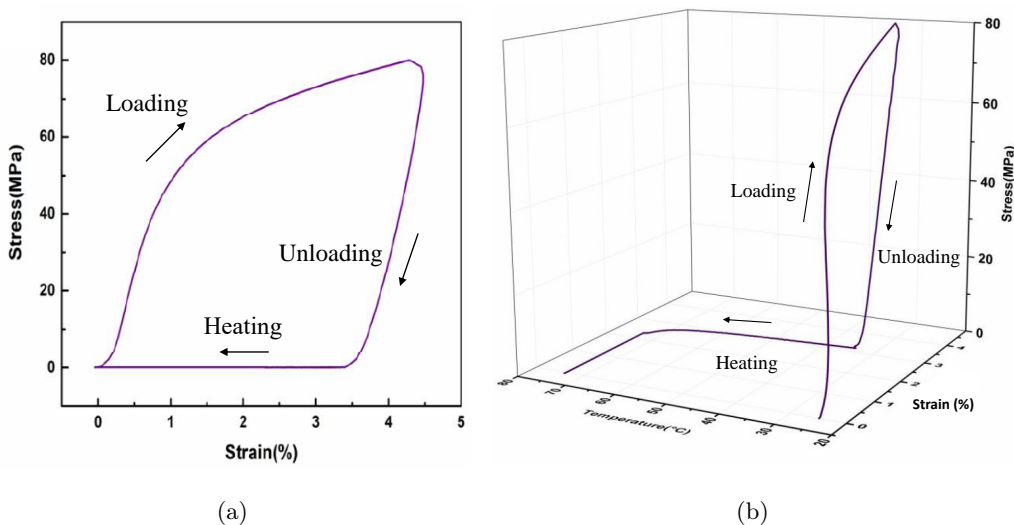 80
60
40
20
0
Stress(MPa)
0 1 2 3 4 5
Strain(%)
Loading
Unloading
Heating
(a)
80
60
40
20
0
Stress(MPa)
Loading
Unloading
Heating
4
3
2
1
0
Strain (%)
80 70 60 50 40 30 20
Temperature(°C)
(b)